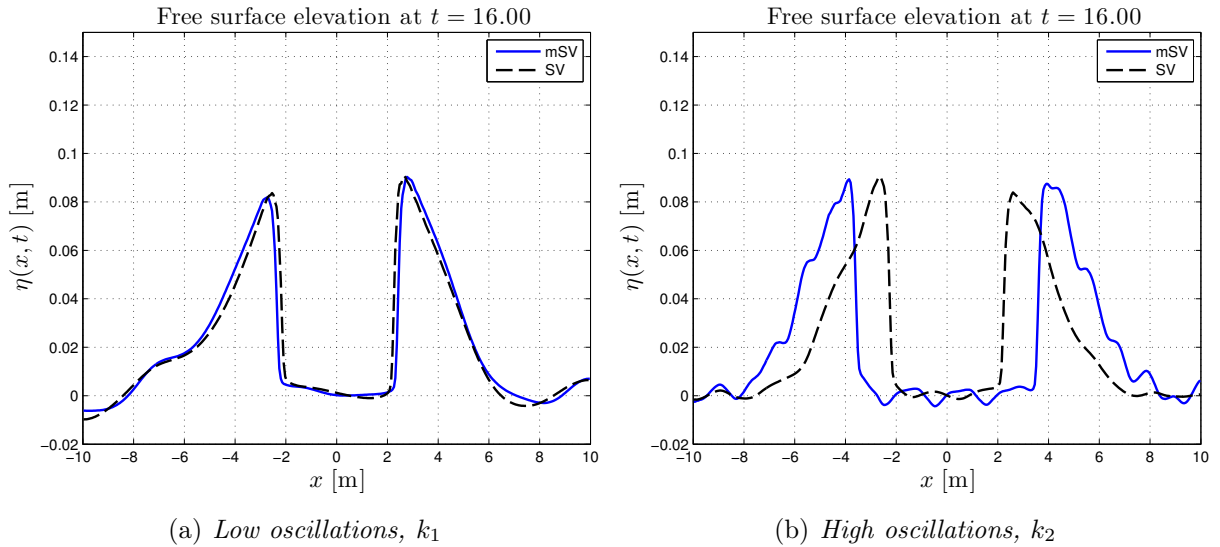 Free surface elevation at t = 16.00
mSV
SV
0.14
0.12
0.1
0.08
0.06
0.04
0.02
0
−0.02
η(x, t) [m]
−10 −8 −6 −4 −2 0 2 4 6 8 10
x [m]
(a) Low oscillations, k₁
Free surface elevation at t = 16.00
mSV
SV
0.14
0.12
0.1
0.08
0.06
0.04
0.02
0
−0.02
η(x, t) [m]
−10 −8 −6 −4 −2 0 2 4 6 8 10
x [m]
(b) High oscillations, k₂